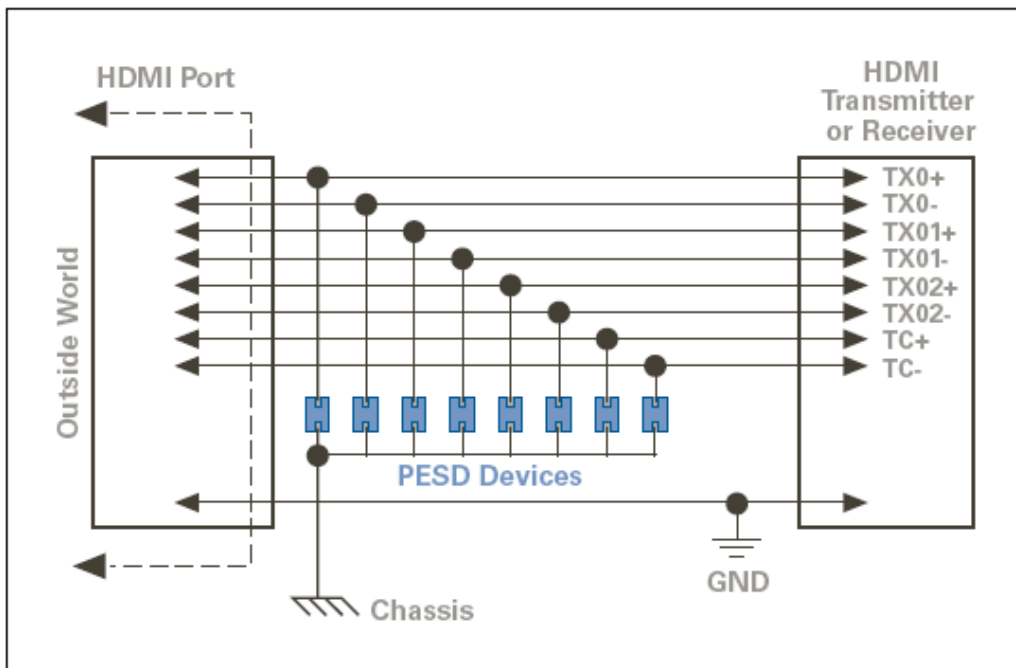 HDMI Port
HDMI
Transmitter
or Receiver
Outside World
TX0+
TX0-
TX01+
TX01-
TX02+
TX02-
TC+
TC-
PESD Devices
GND
Chassis